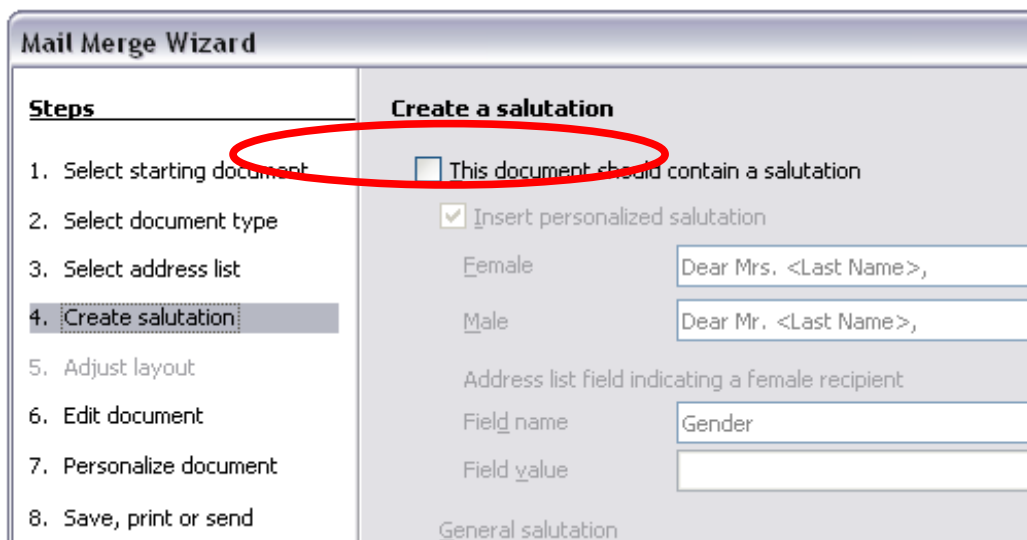 Mail Merge Wizard
Steps
1. Select starting document
2. Select document type
3. Select address list
4. Create salutation
5. Adjust layout
6. Edit document
7. Personalize document
8. Save, print or send
Create a salutation
This document should contain a salutation
Insert personalized salutation
Female Dear Mrs. <Last Name>,
Male Dear Mr. <Last Name>,
Address list field indicating a female recipient
Field name Gender
Field value
General salutation